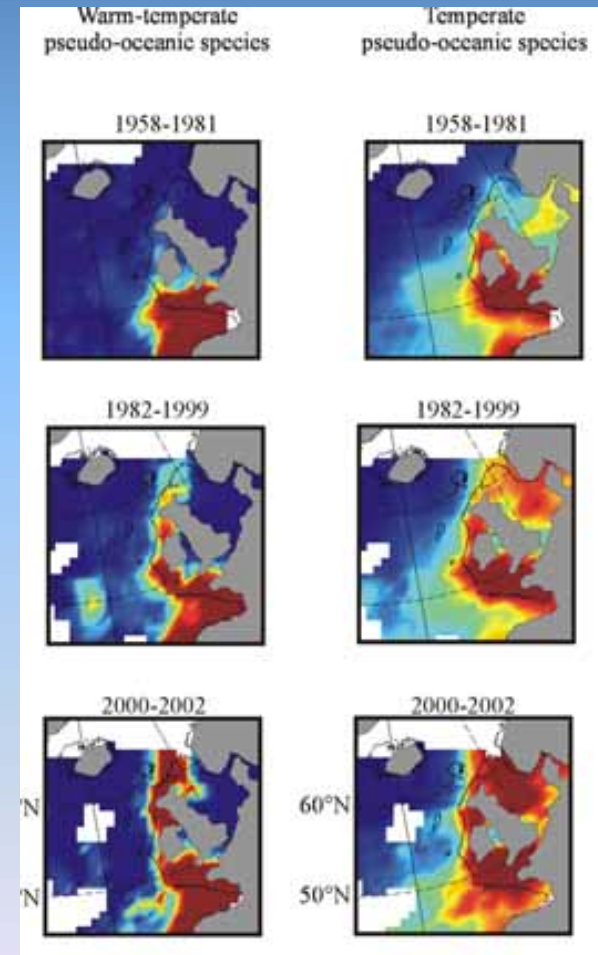 Warm-temperate
pseudo-oceanic species
Temperate
pseudo-oceanic species
1958-1981
1958-1981
1982-1999
1982-1999
2000-2002
2000-2002
°N
60°N
°N
50°N